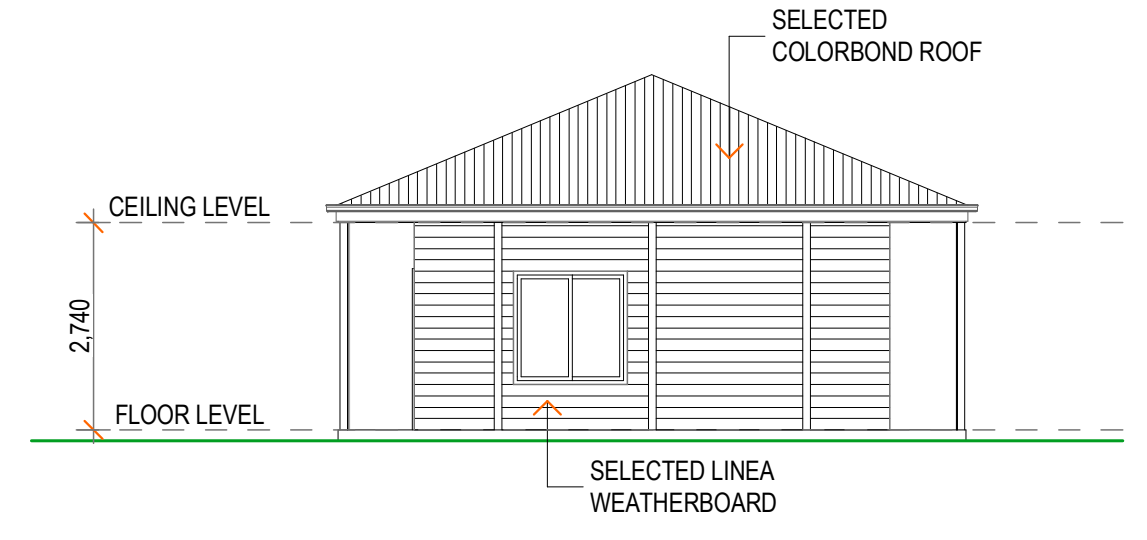 SELECTED
COLORBOND ROOF
CEILING LEVEL
2,740
FLOOR LEVEL
SELECTED LINEA
WEATHERBOARD